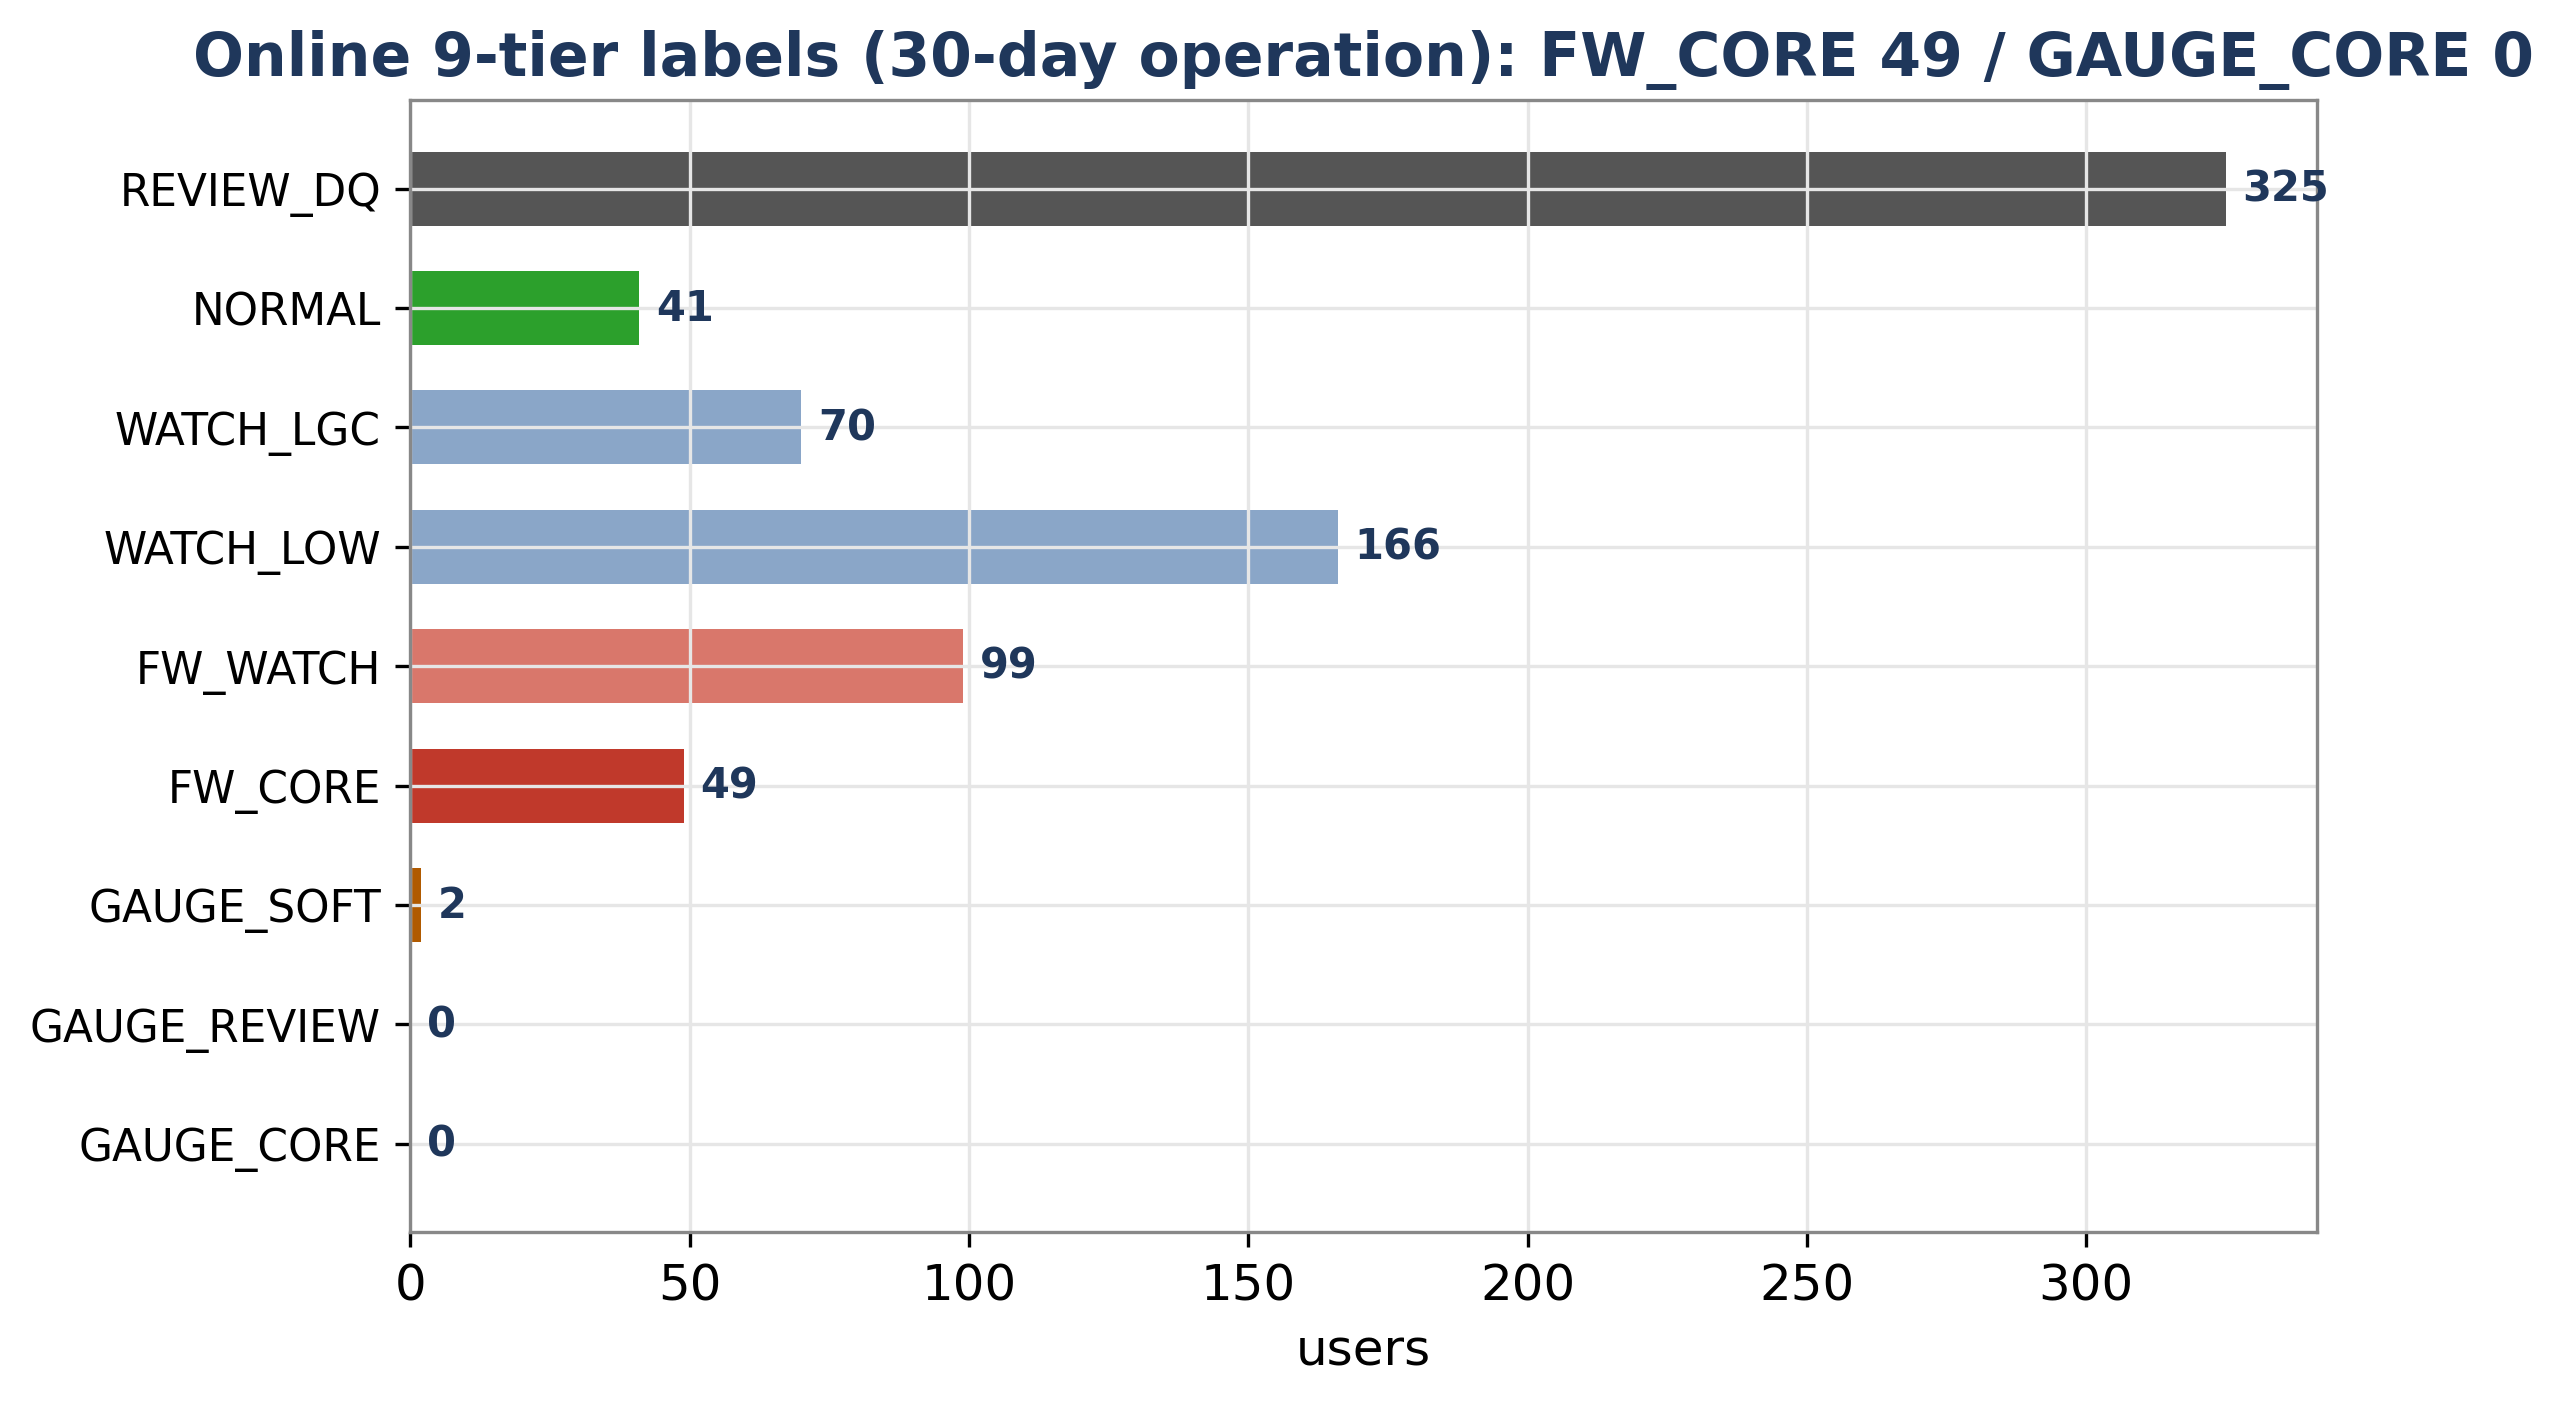 Online 9-tier labels (30-day operation): FW_CORE 49 / GAUGE_CORE 0
REVIEW_DQ 325
NORMAL 41
WATCH_LGC 70
WATCH_LOW 166
FW_WATCH 99
FW_CORE 49
GAUGE_SOFT 2
GAUGE_REVIEW 0
GAUGE_CORE 0
0 50 100 150 200 250 300
users